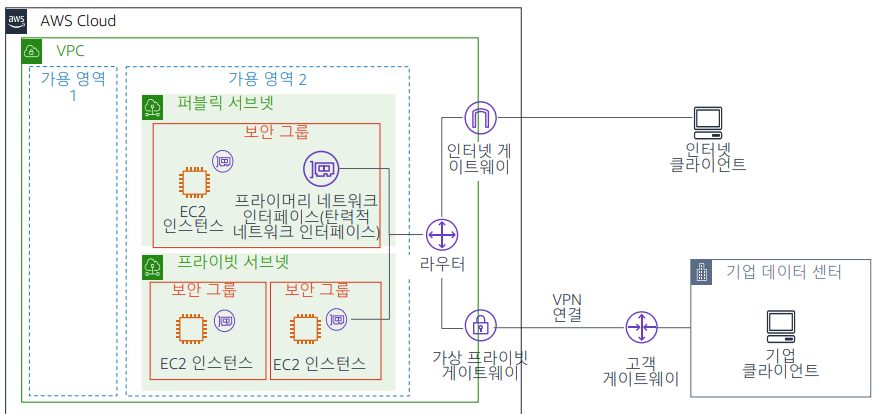 aws
AWS Cloud
VPC
가용 영역
1
가용 영역 2
퍼블릭 서브넷
보안 그룹
EC2
인스턴스
프라이머리 네트워크
인터페이스(탄력적
네트워크 인터페이스)
프라이빗 서브넷
보안 그룹
EC2 인스턴스
보안 그룹
EC2 인스턴스
라우터
인터넷 게
이트웨이
인터넷
클라이언트
가상 프라이빗
게이트웨이
VPN
연결
고객
게이트웨이
기업 데이터 센터
기업
클라이언트